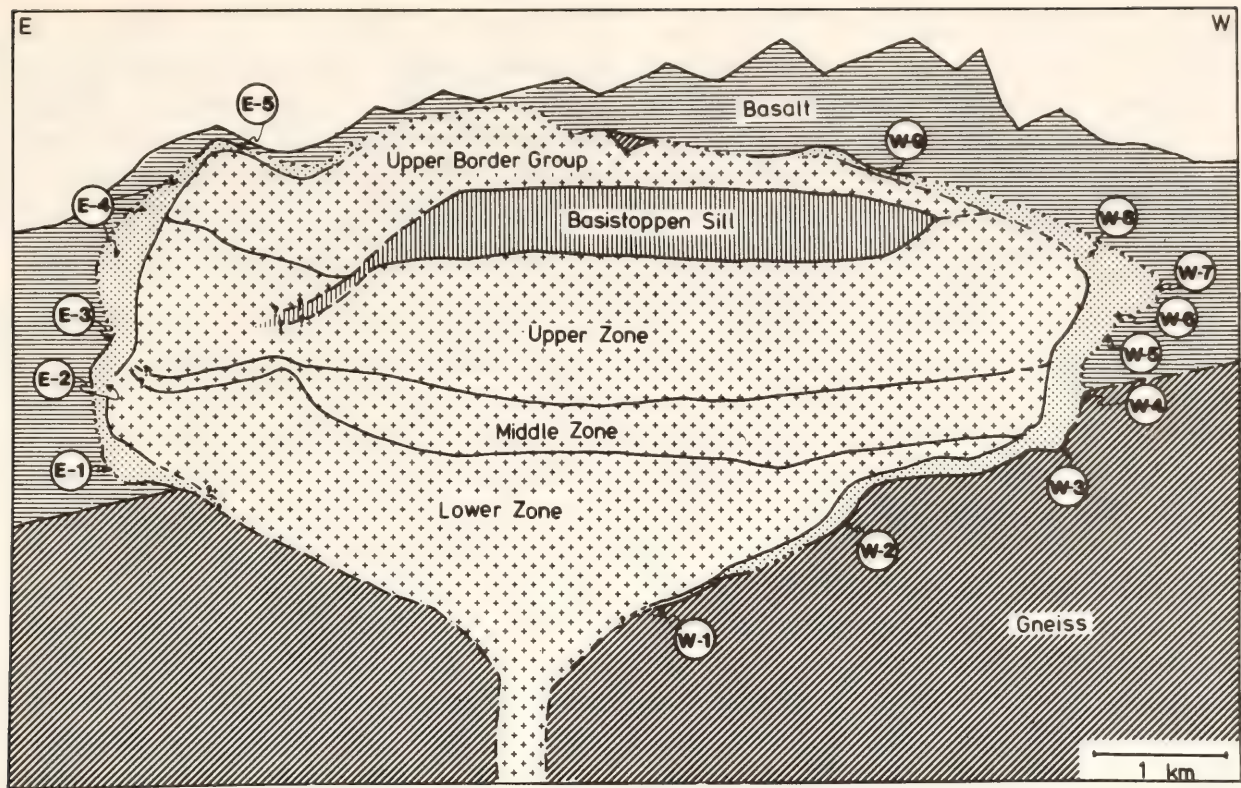 E
W
E-5
Basalt
W-9
Upper Border Group
E-4
Basistoppen Sill
W-8
W-7
E-3
W-6
Upper Zone
W-5
E-2
W-4
Middle Zone
E-1
W-3
Lower Zone
W-2
Gneiss
W-1
1 km